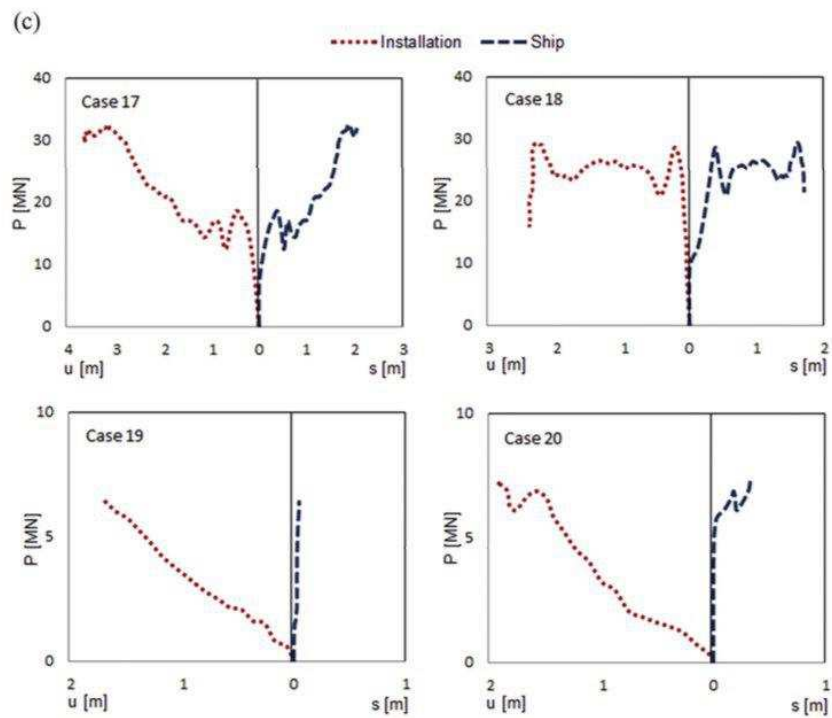 (c)
Installation Ship
Case 17
P [MN]
40
30
20
10
0
4 3 2 1 0 1 2 3
u [m] s [m]
Case 18
P [MN]
40
30
20
10
0
3 2 1 0 1 2
u [m] s [m]
Case 19
P [MN]
10
5
0
2 1 0 1
u [m] s [m]
Case 20
P [MN]
10
5
0
2 1 0 1
u [m] s [m]